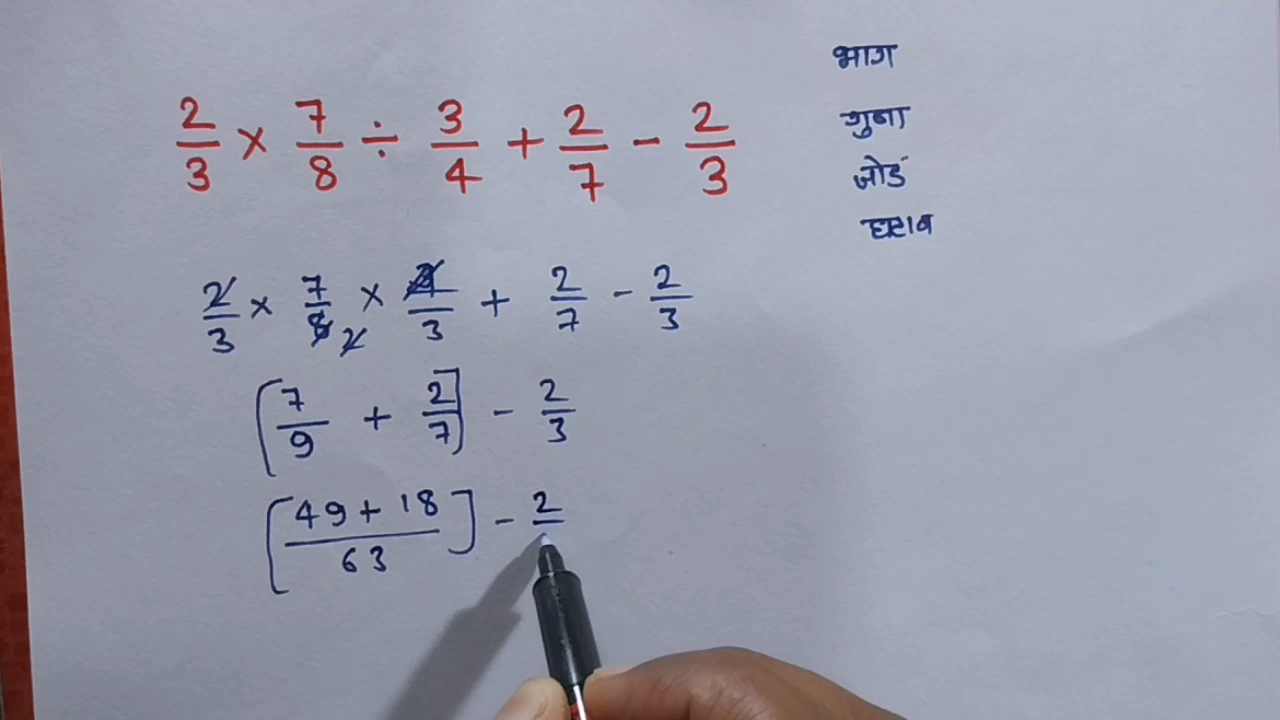 2/3 × 7/8 ÷ 3/4 + 2/7 - 2/3
भाग
गुना
जोड
घटाव
2/3 × 7/8 2 × 4/3 + 2/7 - 2/3
[7/9 + 2/7] - 2/3
[49+18/63] - 2/